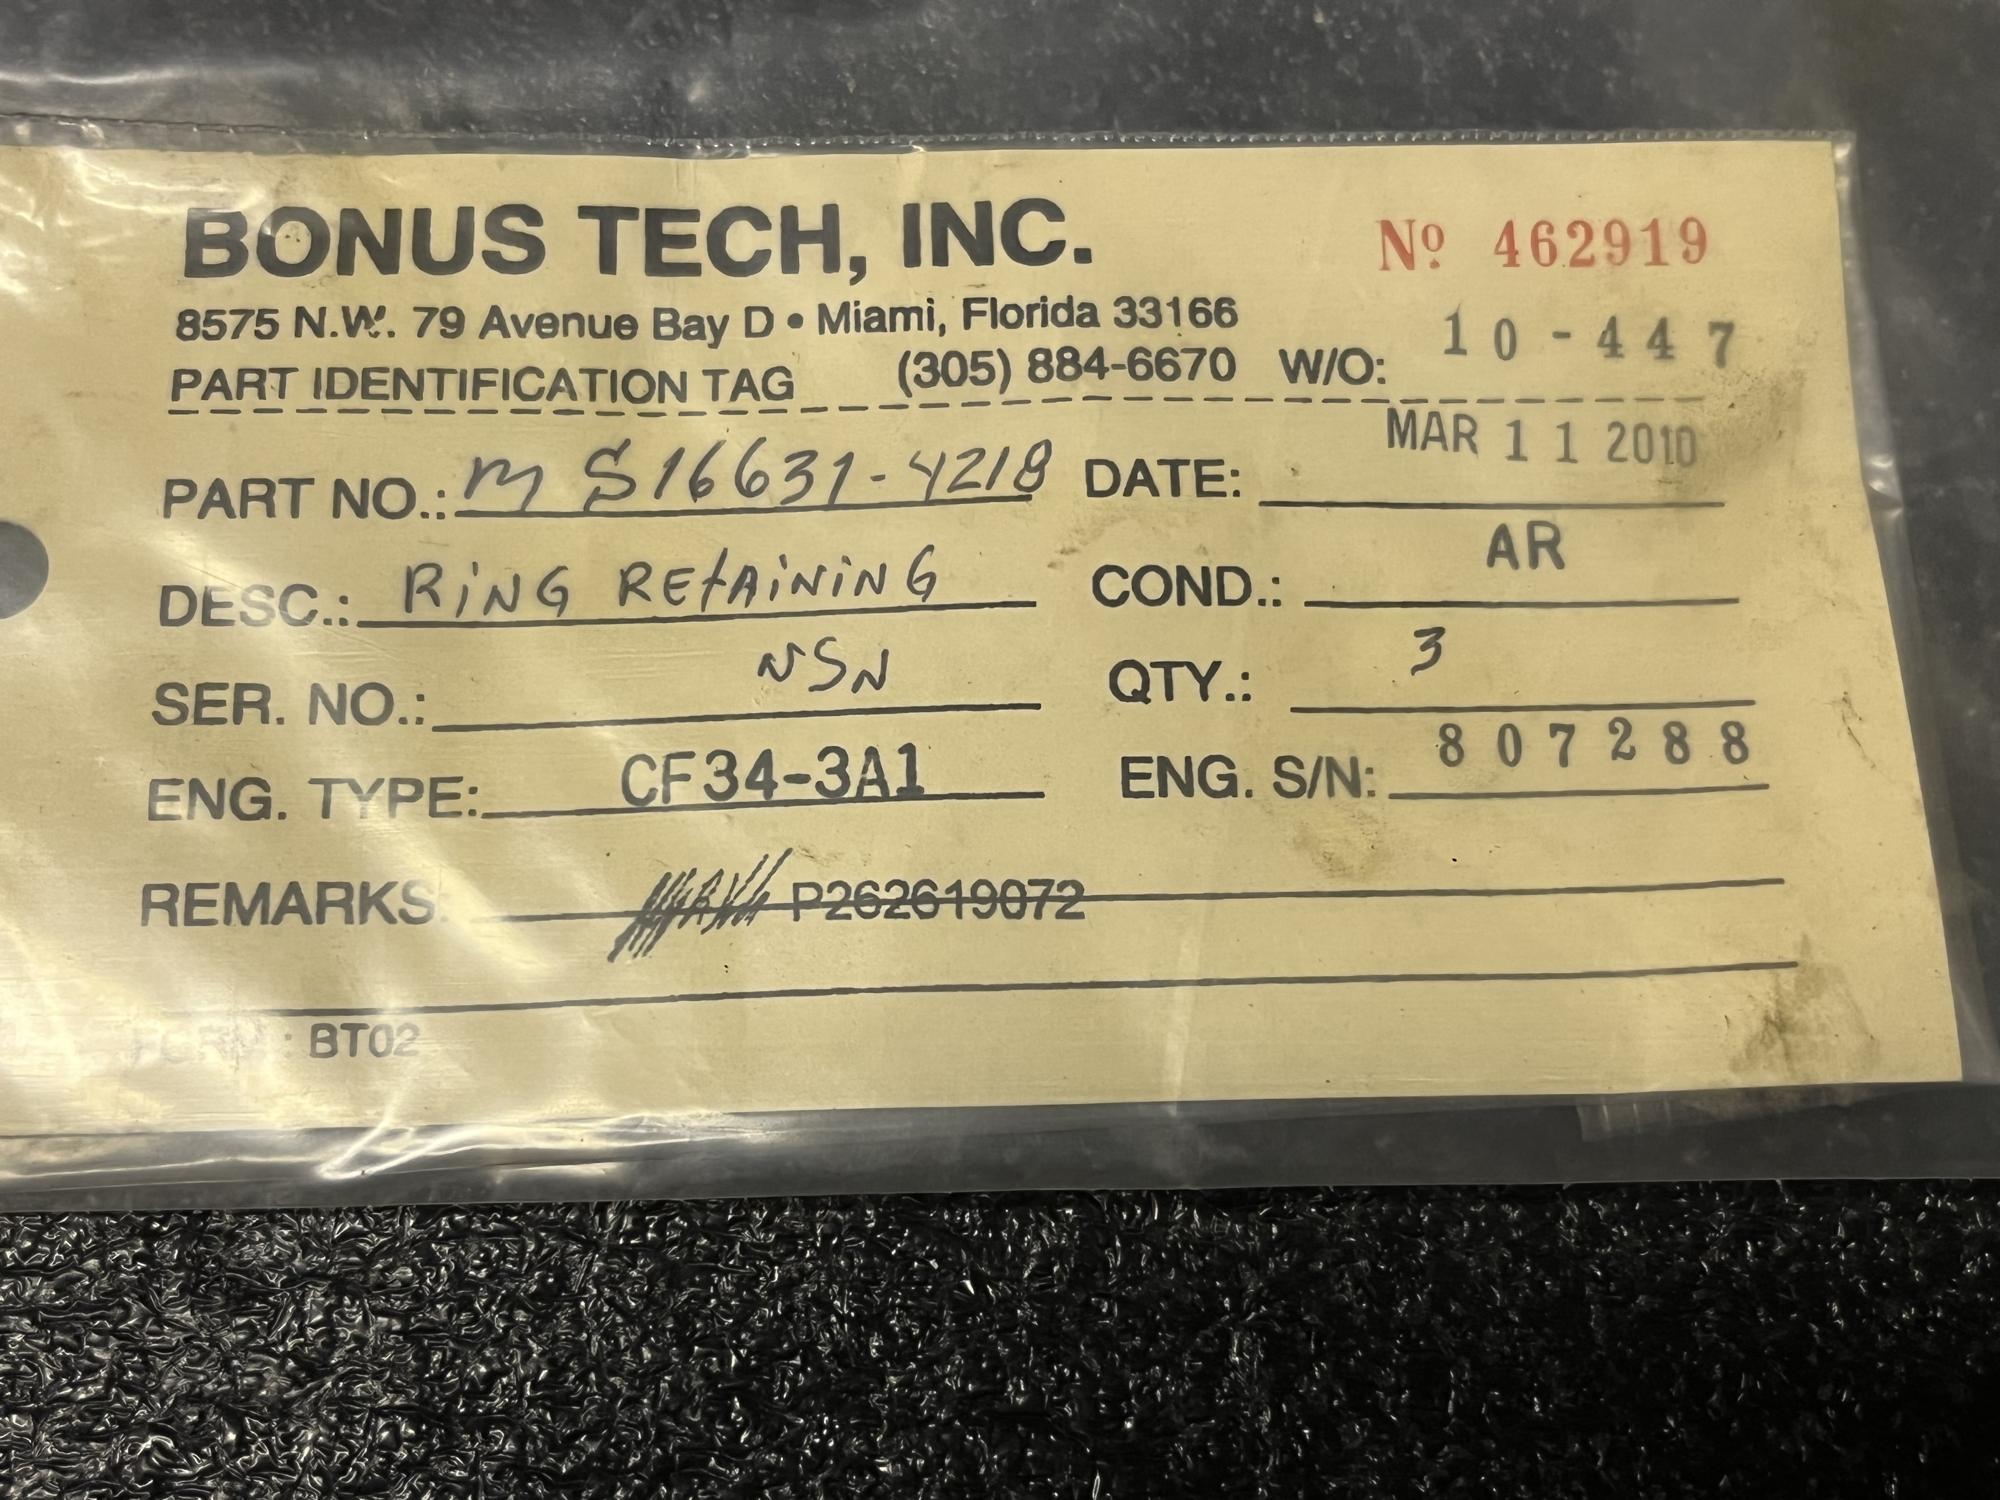 BONUS TECH, INC.
Nº 462919
8575 N.W. 79 Avenue Bay D • Miami, Florida 33166
PART IDENTIFICATION TAG (305) 884-6670 W/O: 10-447
PART NO.: MS16631-4218 DATE: MAR 11 2010
DESC.: RiNG REtAiNiNG COND.: AR
SER. NO.: NSN QTY.: 3
ENG. TYPE: CF34-3A1 ENG. S/N: 807288
REMARKS: P262619072
FORM : BT02